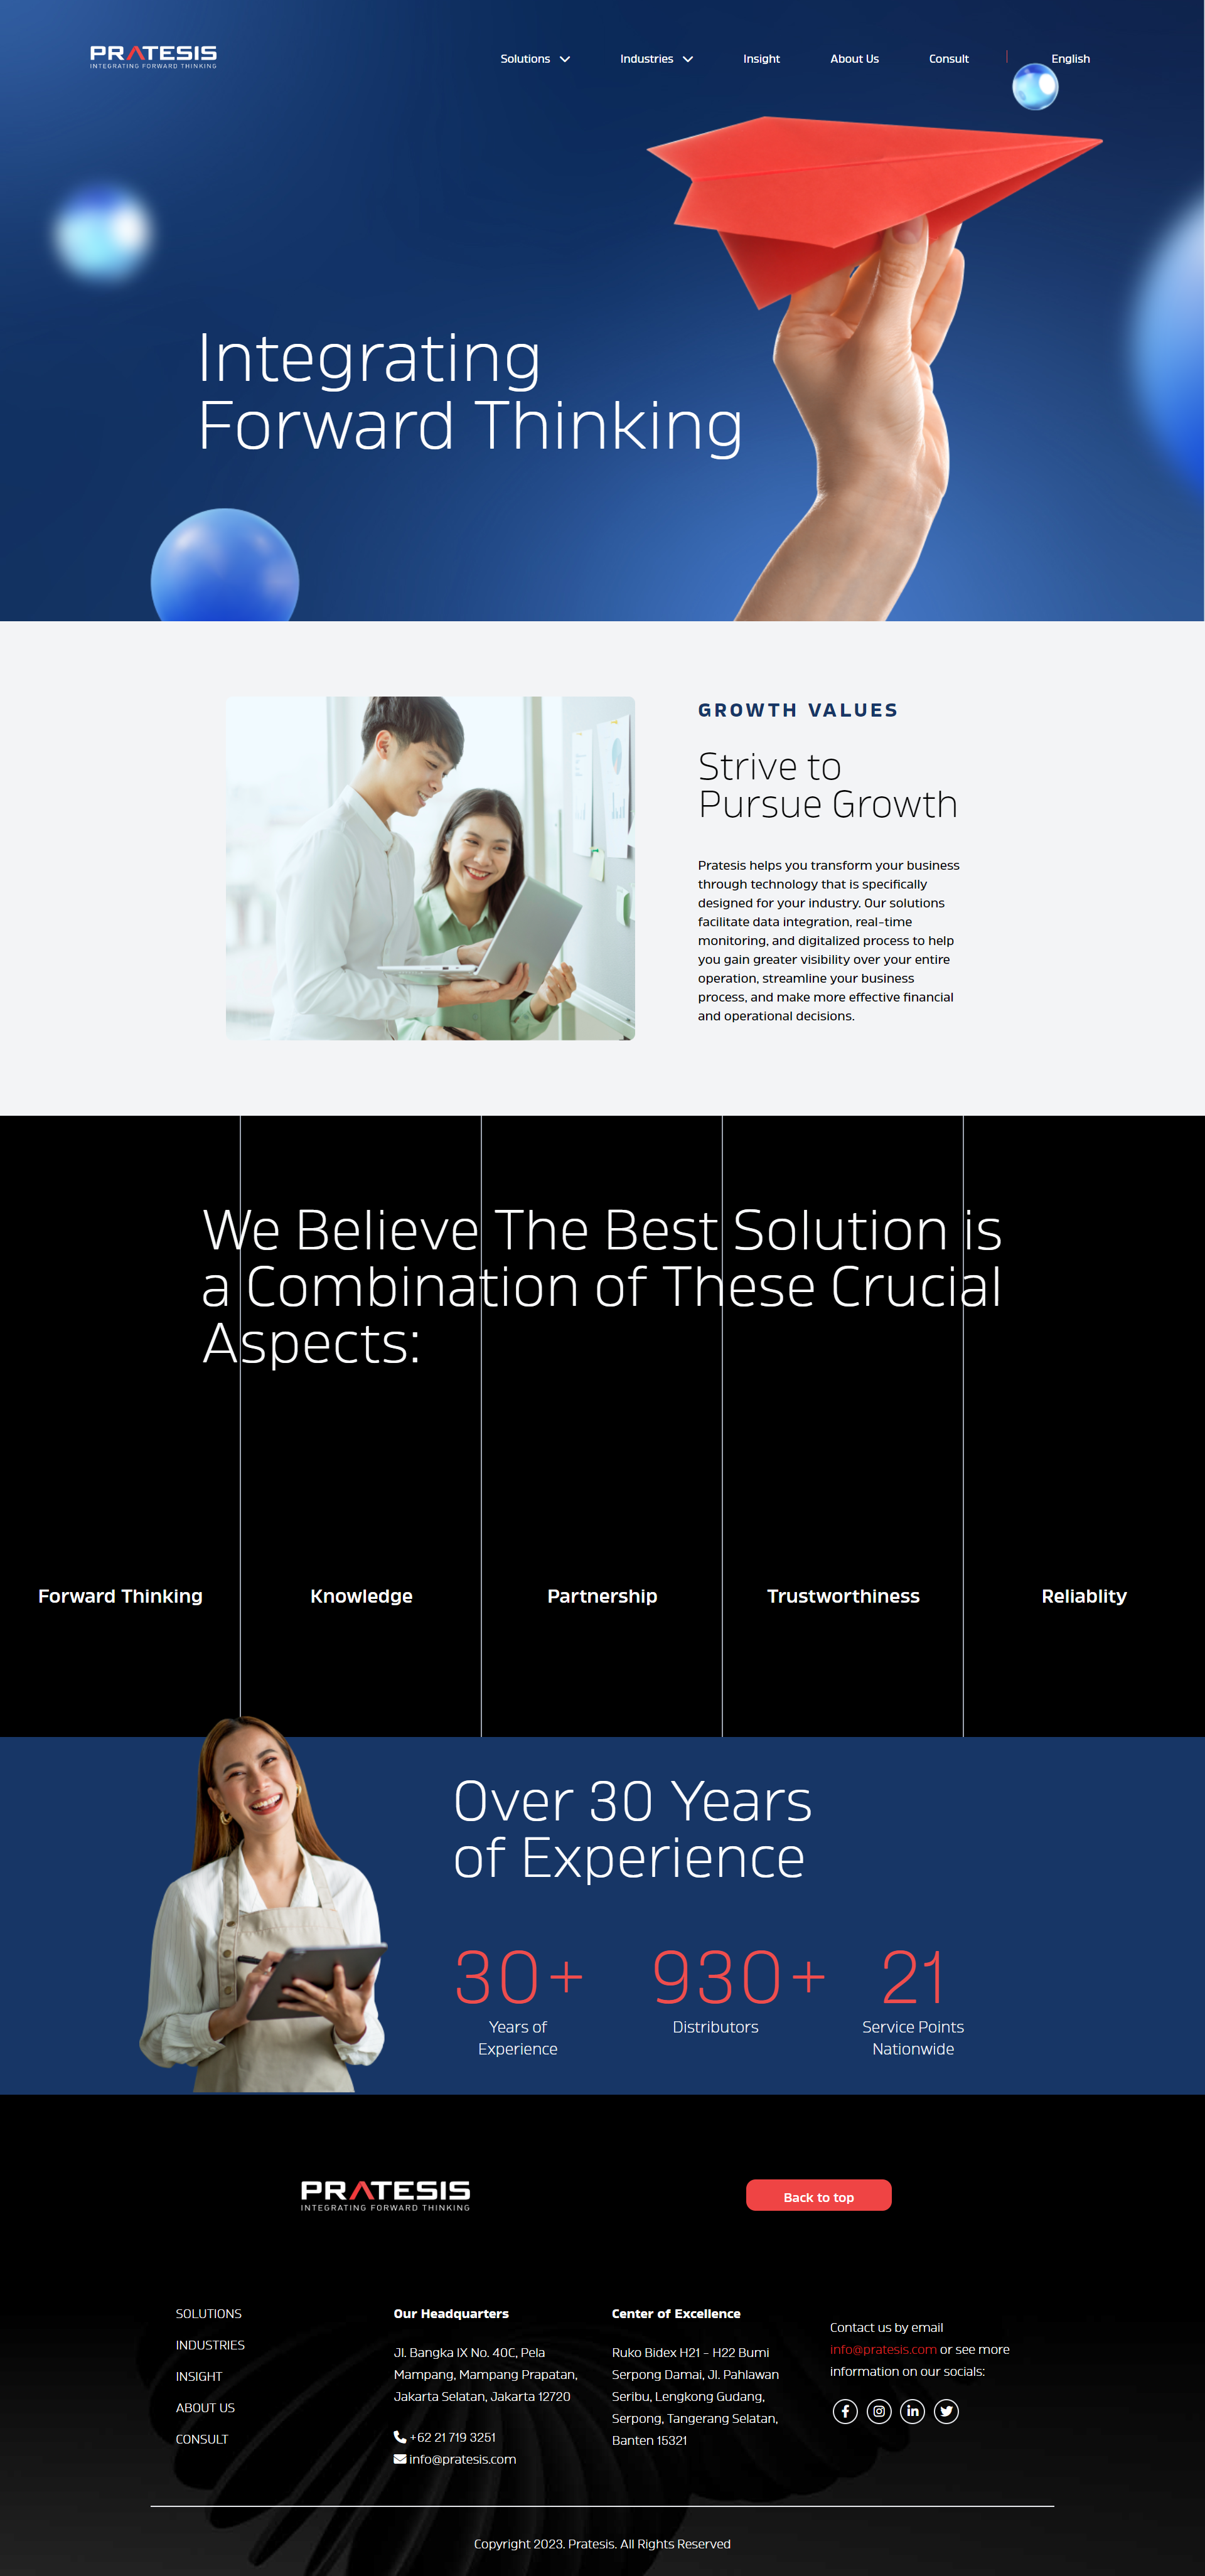 PRATESIS
INTEGRATING FORWARD THINKING
Solutions
Industries
Insight
About Us
Consult
English
Integrating
Forward Thinking
GROWTH VALUES
Strive to
Pursue Growth
Pratesis helps you transform your business
through technology that is specifically
designed for your industry. Our solutions
facilitate data integration, real-time
monitoring, and digitalized process to help
you gain greater visibility over your entire
operation, streamline your business
process, and make more effective financial
and operational decisions.
We Believe The Best Solution is
a Combination of These Crucial
Aspects:
Forward Thinking
Knowledge
Partnership
Trustworthiness
Reliablity
Over 30 Years
of Experience
30+
Years of
Experience
930+
Distributors
21
Service Points
Nationwide
PRATESIS
INTEGRATING FORWARD THINKING
Back to top
SOLUTIONS
INDUSTRIES
INSIGHT
ABOUT US
CONSULT
Our Headquarters
Jl. Bangka IX No. 40C, Pela
Mampang, Mampang Prapatan,
Jakarta Selatan, Jakarta 12720
+62 21 719 3251
info@pratesis.com
Center of Excellence
Ruko Bidex H21 - H22 Bumi
Serpong Damai, Jl. Pahlawan
Seribu, Lengkong Gudang,
Serpong, Tangerang Selatan,
Banten 15321
Contact us by email
info@pratesis.com or see more
information on our socials:
Copyright 2023. Pratesis. All Rights Reserved